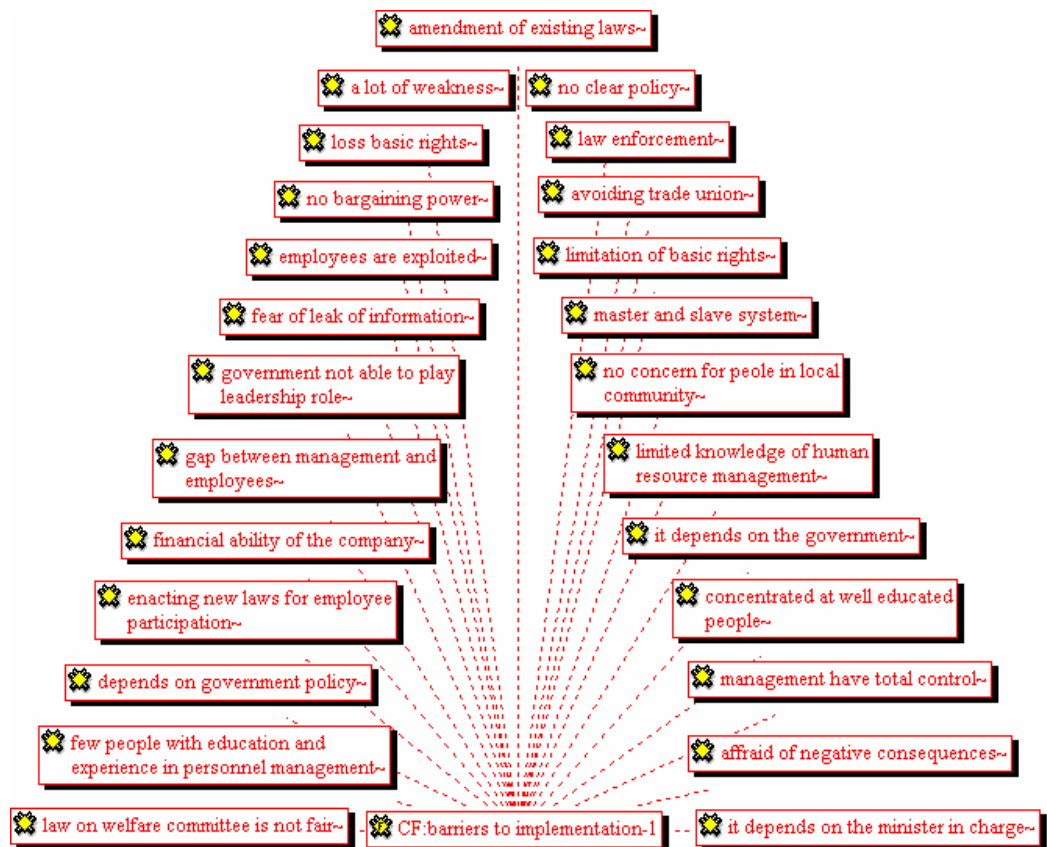 amendment of existing laws~
a lot of weakness~
no clear policy~
loss basic rights~
law enforcement~
no bargaining power~
avoiding trade union~
employees are exploited~
limitation of basic rights~
fear of leak of information~
master and slave system~
government not able to play
leadership role~
no concern for peole in local
community~
gap between management and
employees~
limited knowledge of human
resource management~
financial ability of the company~
it depends on the government~
enacting new laws for employee
participation~
concentrated at well educated
people~
depends on government policy~
management have total control~
few people with education and
experience in personnel management~
affraid of negative consequences~
law on welfare committee is not fair~
CF:barriers to implementation-1
it depends on the minister in charge~